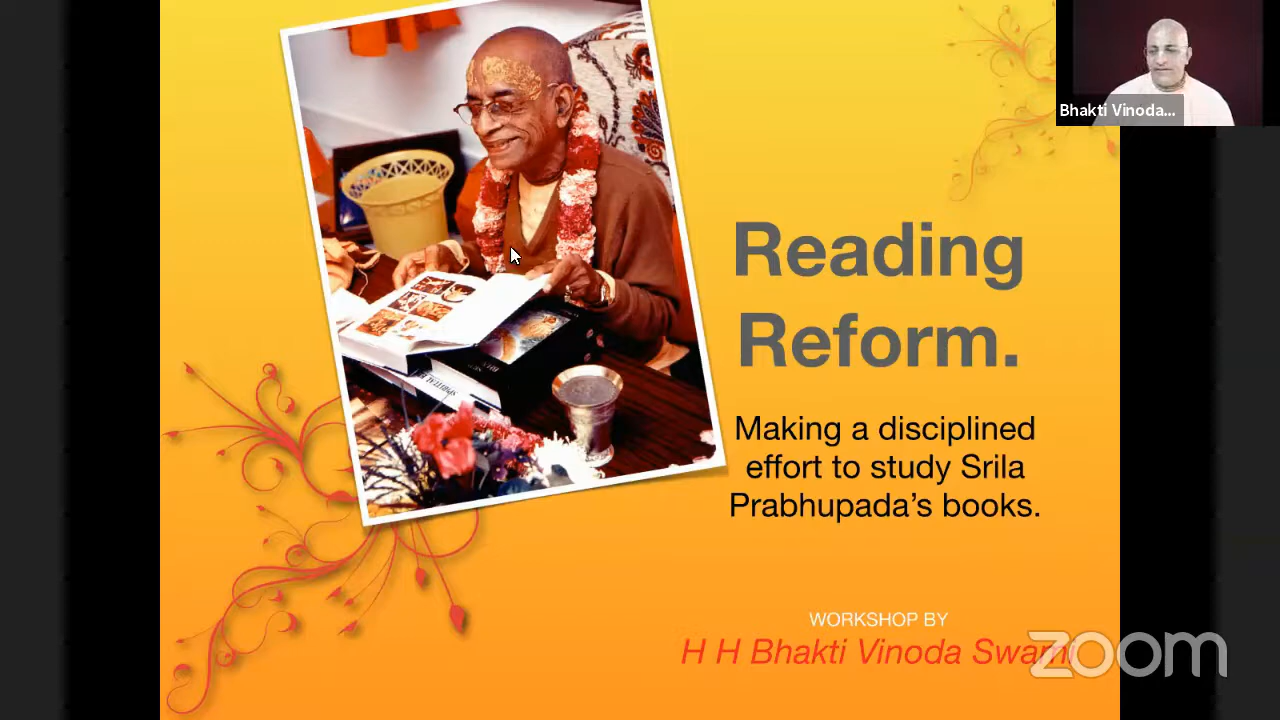 Bhakti Vinoda...
Reading
Reform.
Making a disciplined
effort to study Srila
Prabhupada's books.
WORKSHOP BY
H H Bhakti Vinoda Swami
zoom